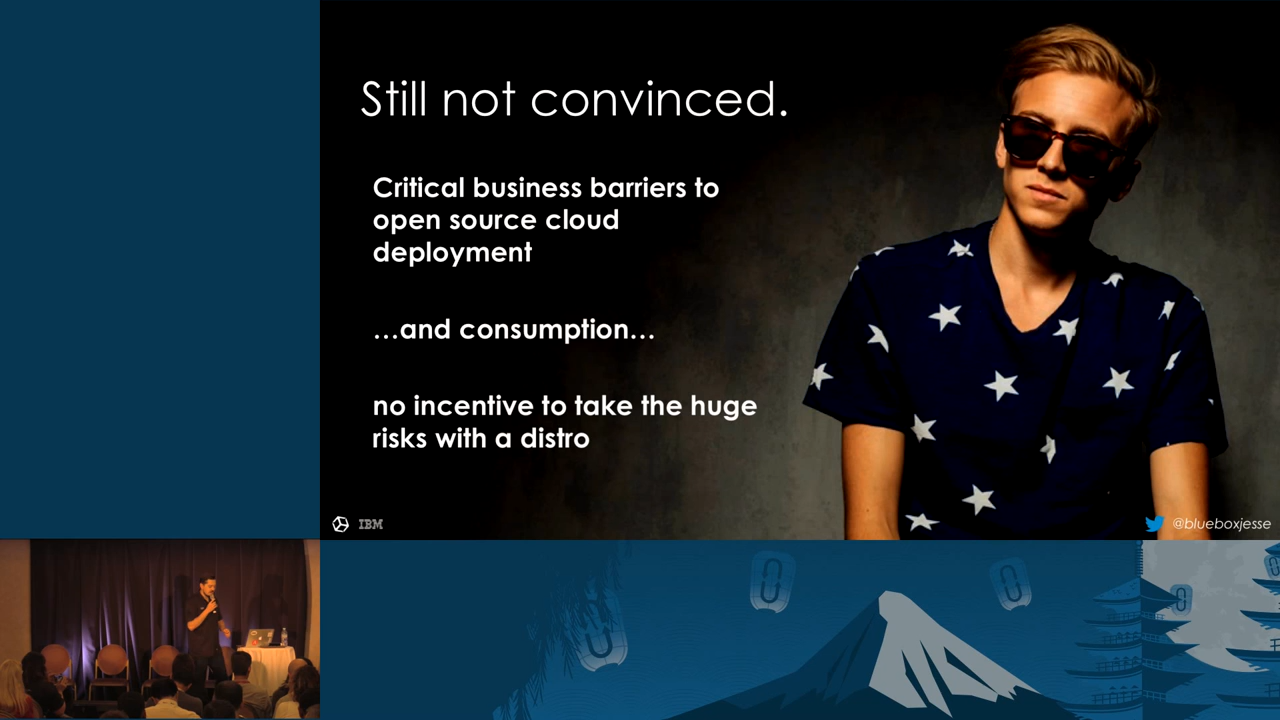 Still not convinced.
Critical business barriers to
open source cloud
deployment
...and consumption...
no incentive to take the huge
risks with a distro
IBM
@blueboxjesse